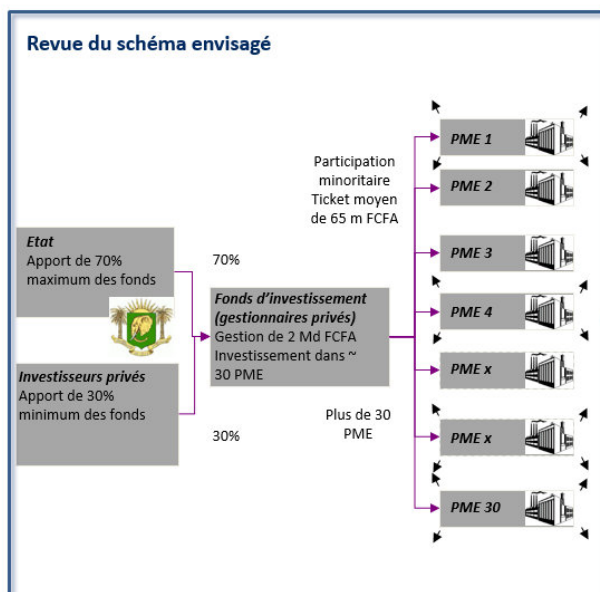 Revue du schéma envisagé
Etat
Apport de 70%
maximum des fonds
Investisseurs privés
Apport de 30%
minimum des fonds
70%
30%
Fonds d'investissement
(gestionnaires privés)
Gestion de 2 Md FCFA
Investissement dans ~
30 PME
Participation
minoritaire
Ticket moyen
de 65 m FCFA
Plus de 30
PME
PME 1
PME 2
PME 3
PME 4
PME x
PME x
PME 30